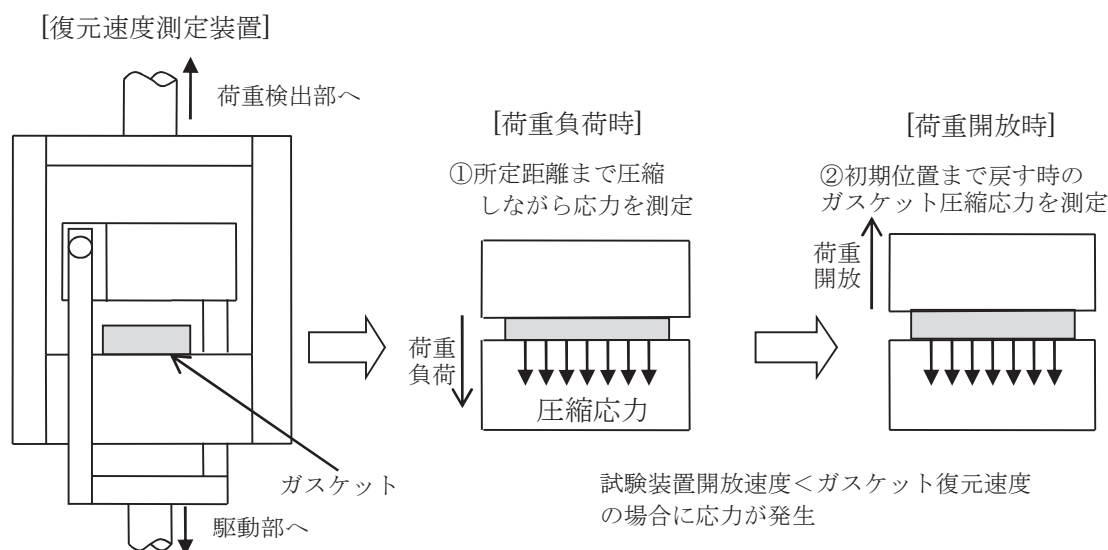 [復元速度測定装置]
荷重検出部へ
ガスケット
駆動部へ
[荷重負荷時]
①所定距離まで圧縮
しながら応力を測定
荷重
負荷
圧縮応力
[荷重開放時]
②初期位置まで戻す時の
ガスケット圧縮応力を測定
荷重
開放
試験装置開放速度＜ガスケット復元速度
の場合に応力が発生